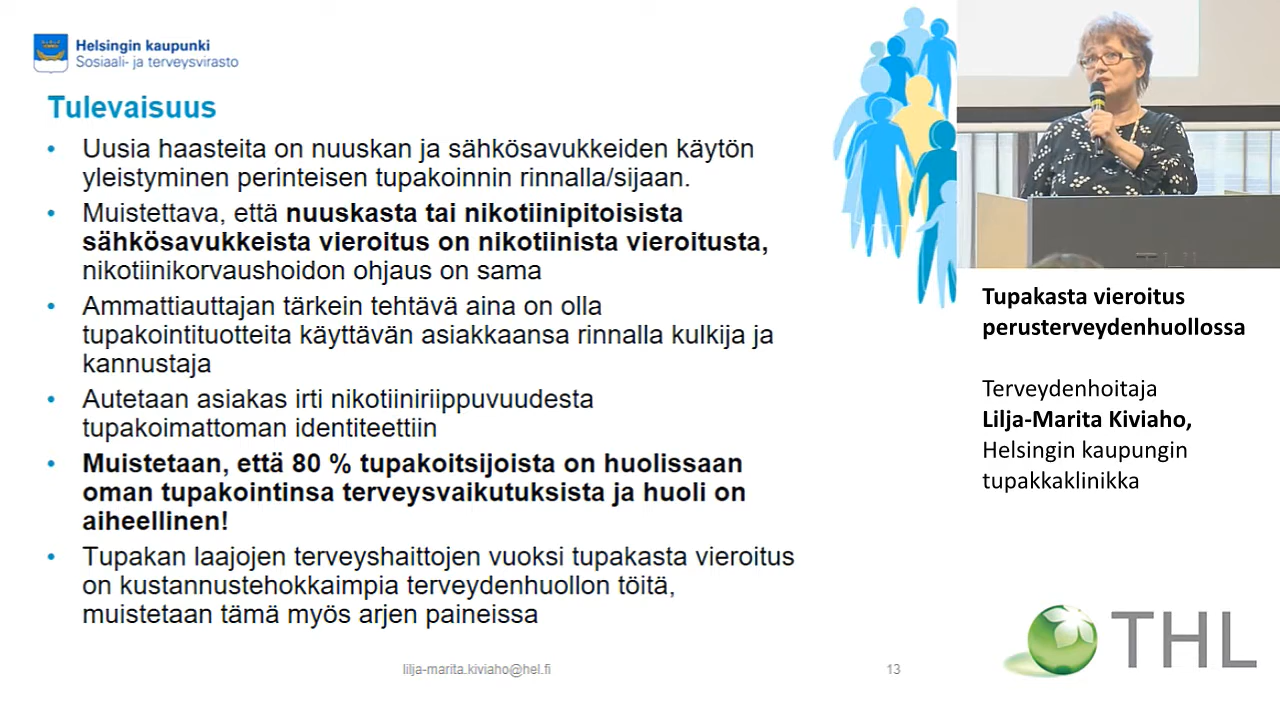 Helsingin kaupunki
Sosiaali- ja terveysvirasto
Tulevaisuus
• Uusia haasteita on nuuskan ja sähkösavukkeiden käytön
yleistyminen perinteisen tupakoinnin rinnalla/sijaan.
• Muistettava, että nuuskasta tai nikotiinipitoisista
sähkösavukkeista vieroitus on nikotiinista vieroitusta,
nikotiinikorvaushoidon ohjaus on sama
• Ammattiauttajan tärkein tehtävä aina on olla
tupakointituotteita käyttävän asiakkaansa rinnalla kulkija ja
kannustaja
• Autetaan asiakas irti nikotiiniriippuvuudesta
tupakoimattoman identiteettiin
• Muistetaan, että 80 % tupakoitsijoista on huolissaan
oman tupakointinsa terveysvaikutuksista ja huoli on
aiheellinen!
• Tupakan laajojen terveyshaittojen vuoksi tupakasta vieroitus
on kustannustehokkaimpia terveydenhuollon töitä,
muistetaan tämä myös arjen paineissa
lilja-marita.kiviaho@hel.fi
13
Tupakasta vieroitus
perusterveydenhuollossa
Terveydenhoitaja
Lilja-Marita Kiviaho,
Helsingin kaupungin
tupakkaklinikka
THL